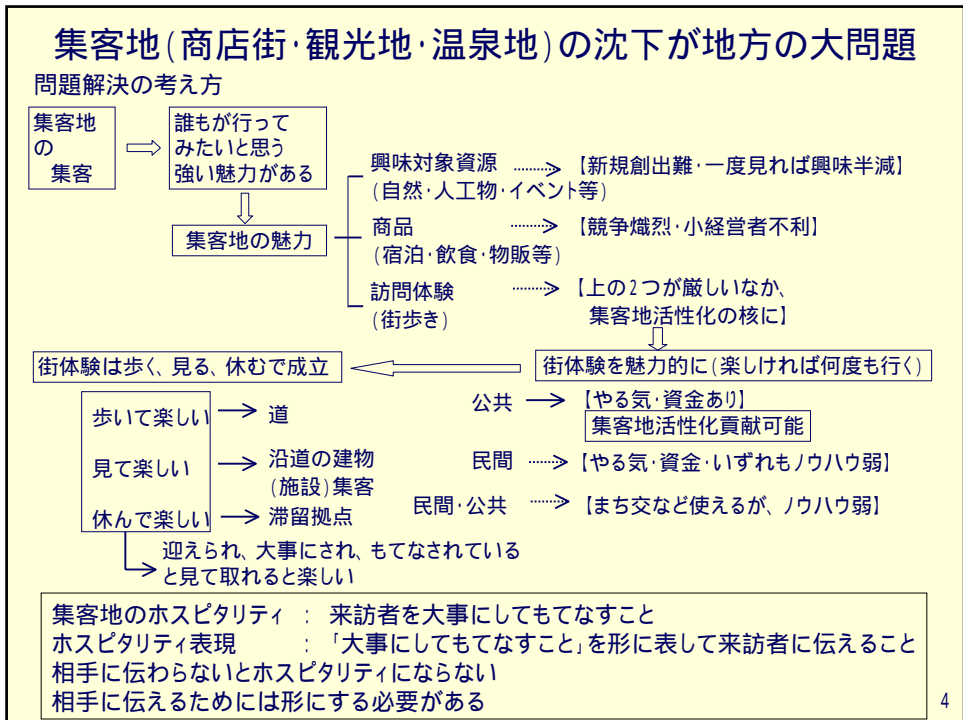 集客地(商店街･観光地･温泉地)の沈下が地方の大問題
問題解決の考え方
集客地
の
集客
誰もが行って
みたいと思う
強い魅力がある
集客地の魅力
興味対象資源
(自然･人工物･イベント等)
【新規創出難･一度見れば興味半減】
商品
(宿泊･飲食･物販等)
【競争熾烈･小経営者不利】
訪問体験
(街歩き)
【上の2つが厳しいなか、
集客地活性化の核に】
街体験は歩く、見る、休むで成立
街体験を魅力的に(楽しければ何度も行く)
歩いて楽しい
道
見て楽しい
沿道の建物
(施設)集客
休んで楽しい
滞留拠点
迎えられ、大事にされ、もてなされている
と見て取れると楽しい
公共
【やる気･資金あり】
集客地活性化貢献可能
民間
【やる気･資金･いずれもノウハウ弱】
民間･公共
【まち交など使えるが、ノウハウ弱】
集客地のホスピタリティ : 来訪者を大事にしてもてなすこと
ホスピタリティ表現 : 「大事にしてもてなすこと」を形に表して来訪者に伝えること
相手に伝わらないとホスピタリティにならない
相手に伝えるためには形にする必要がある
4